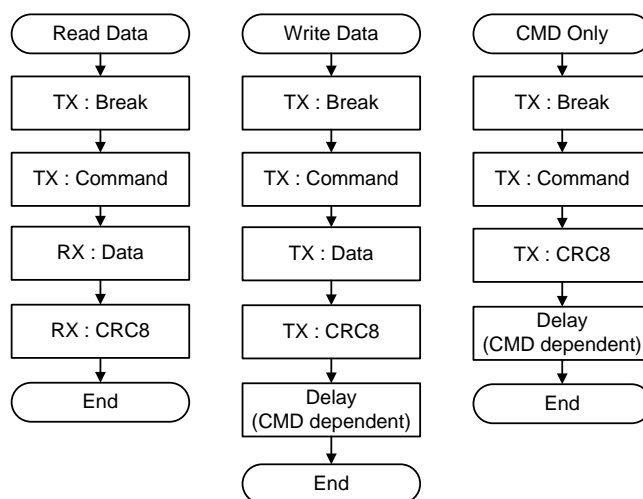 Read Data
TX : Break
TX : Command
RX : Data
RX : CRC8
End
Write Data
TX : Break
TX : Command
TX : Data
TX : CRC8
Delay
(CMD dependent)
End
CMD Only
TX : Break
TX : Command
TX : CRC8
Delay
(CMD dependent)
End